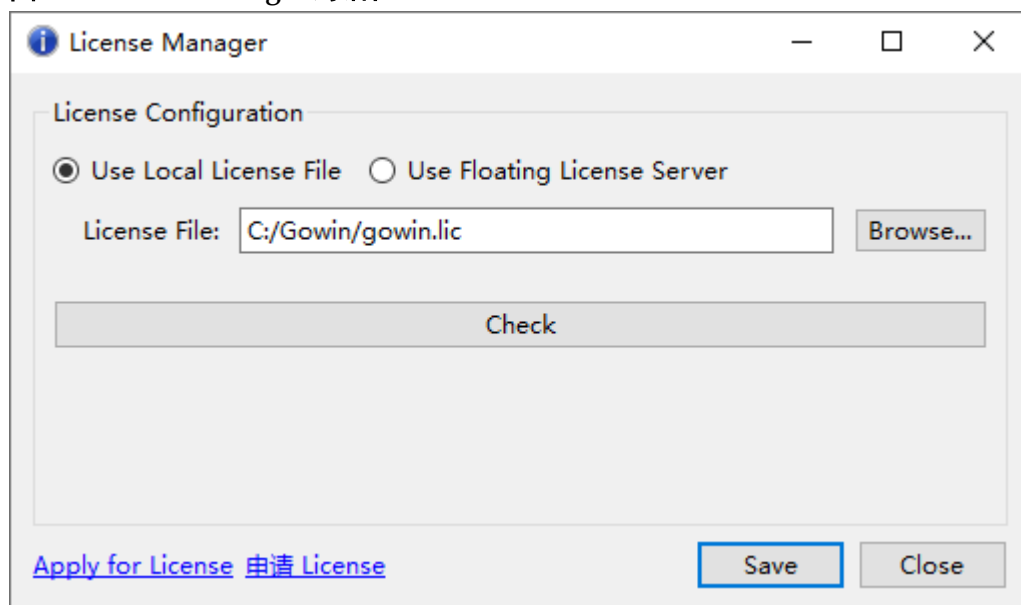 License Manager
License Configuration
Use Local License File Use Floating License Server
License File: C:/Gowin/gowin.lic Browse...
Check
Apply for License 申请 License Save Close